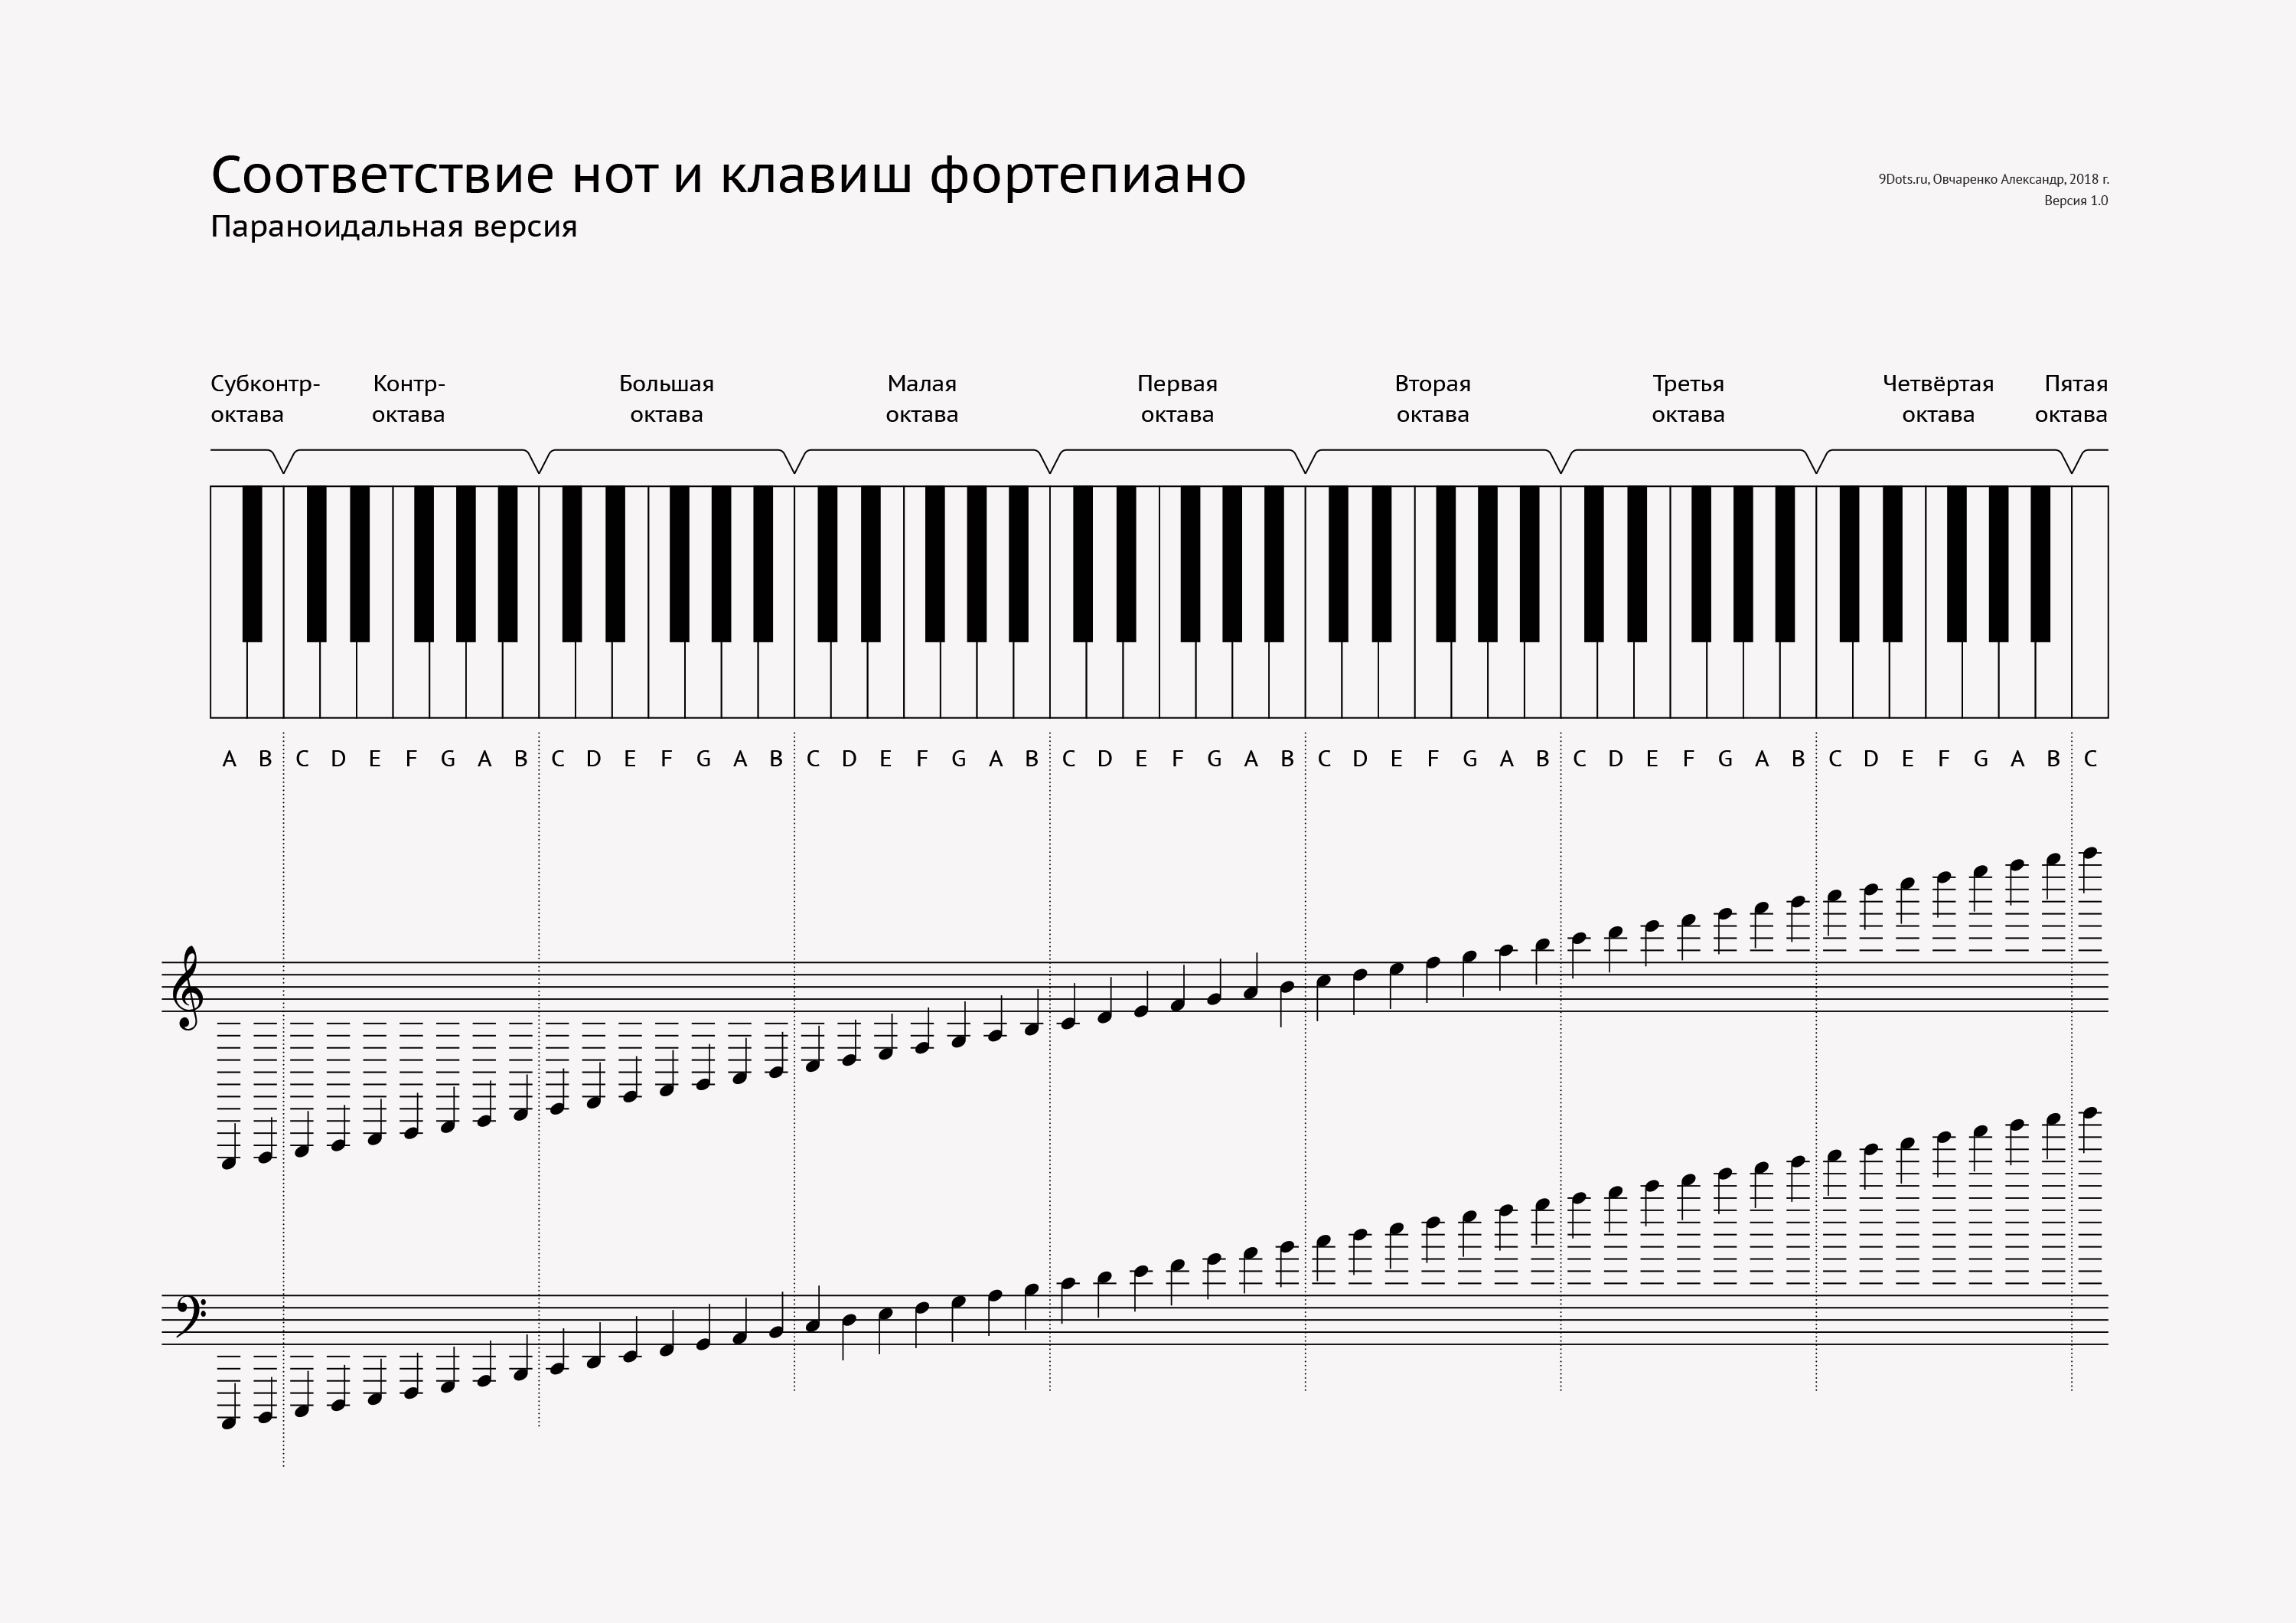 Соответствие нот и клавиш фортепиано
Параноидальная версия
9Dots.ru, Овчаренко Александр, 2018 г.
Версия 1.0
Субконтр-
октава
Контр-
октава
Большая
октава
Малая
октава
Первая
октава
Вторая
октава
Третья
октава
Четвёртая
октава
Пятая
октава
A B C D E F G A B C D E F G A B C D E F G A B C D E F G A B C D E F G A B C D E F G A B C D E F G A B C